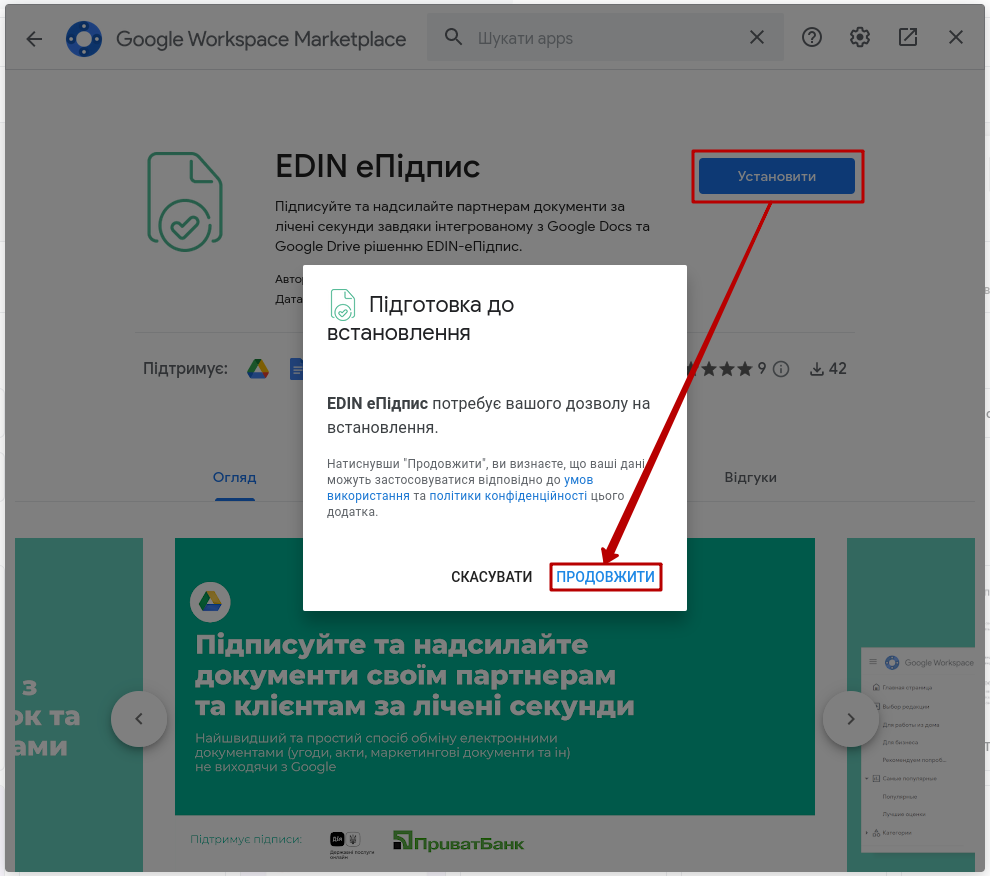 Google Workspace Marketplace
Шукати apps
EDIN еПідпис
Установити
Підписуйте та надсилайте партнерам документи за
лічені секунди завдяки інтегрованому з Google Docs та
Google Drive рішенню EDIN-еПідпис.
Дата
Підготовка до
встановлення
Підтримує:
9
42
EDIN еПідпис потребує вашого дозволу на
встановлення.
Натиснувши "Продовжити", ви визнаєте, що ваші дані
можуть застосовуватися відповідно до умов
використання та політики конфіденційності цього
додатка.
Огляд
Відгуки
СКАСУВАТИ
ПРОДОВЖИТИ
Підписуйте та надсилайте
документи своїм партнерам
та клієнтам за лічені секунди
Найшвидший та простий спосіб обміну електронними
документами (угоди, акти, маркетингові документи та ін)
не виходячи з Google
Підтримує підписи:
Дія
Державні послуги
онлайн
ПриватБанк
з
та
Google Workspace
Главная страница
Выбор редакции
Для работы из дома
Для бизнеса
Рекомендуем попроб...
Самые популярные
Популярные
Лучшие оценки
Категории